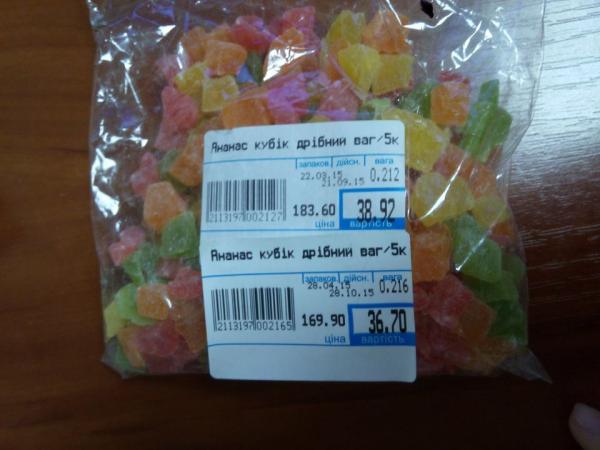 Ананас кубік дрібний ваг/5к
запаков. дійсн. вага
22.03.15 0.212
21.09.15
183.60 38.92
ціна вартість
2113197002127
Ананас кубік дрібний ваг/5к
запаков. дійсн. вага
28.04.15 0.216
28.10.15
169.90 36.70
ціна вартість
2113197002165